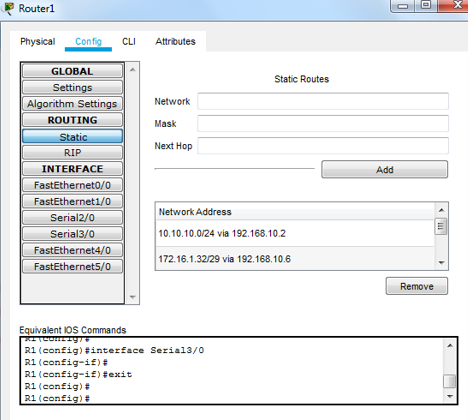 Router1
Physical Config CLI Attributes
GLOBAL
Settings
Algorithm Settings
ROUTING
Static
RIP
INTERFACE
FastEthernet0/0
FastEthernet1/0
Serial2/0
Serial3/0
FastEthernet4/0
FastEthernet5/0
Static Routes
Network
Mask
Next Hop
Add
Network Address
10.10.10.0/24 via 192.168.10.2
172.16.1.32/29 via 192.168.10.6
Remove
Equivalent IOS Commands
R1(config)#
R1(config)#interface Serial3/0
R1(config-if)#
R1(config-if)#exit
R1(config)#
R1(config)#